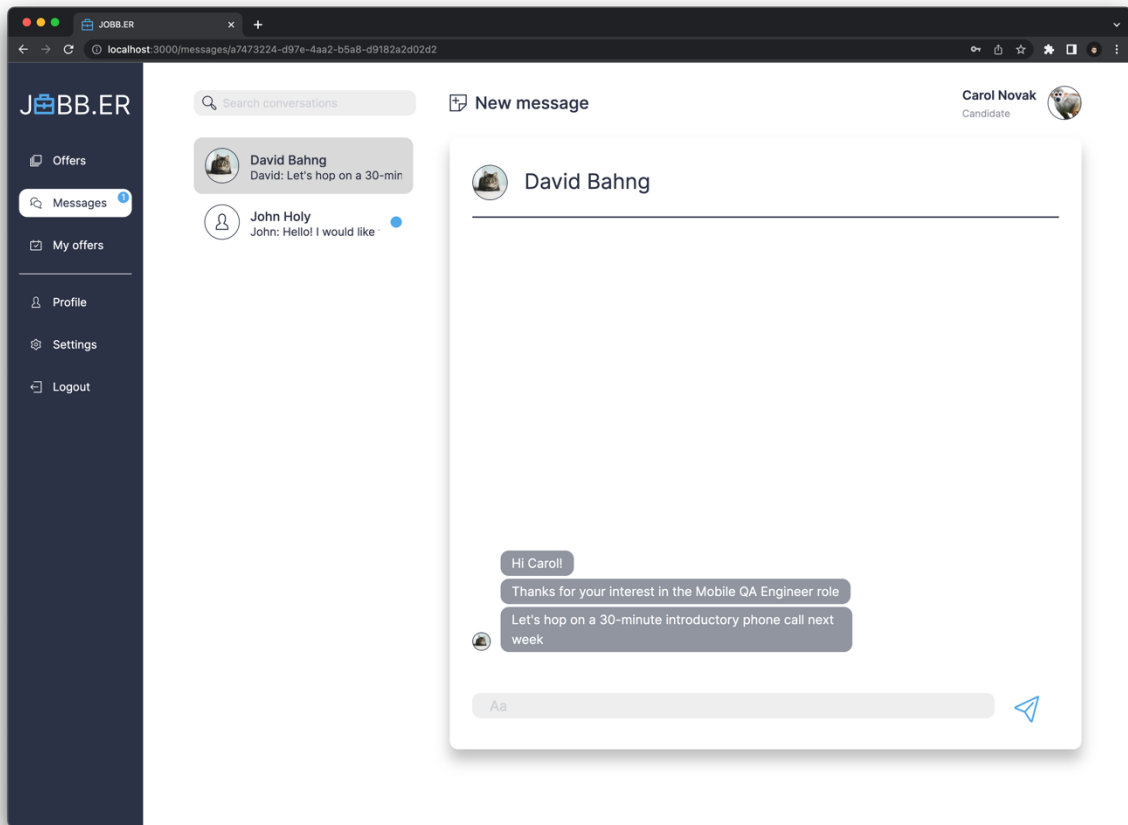 JOBB.ER
localhost:3000/messages/a7473224-d97e-4aa2-b5a8-d9182a2d02d2
JOBB.ER
Search conversations
New message
Carol Novak
Candidate
Offers
Messages 1
My offers
Profile
Settings
Logout
David Bahng
David: Let's hop on a 30-min
John Holy
John: Hello! I would like
David Bahng
Hi Carol!
Thanks for your interest in the Mobile QA Engineer role
Let's hop on a 30-minute introductory phone call next
week
Aa